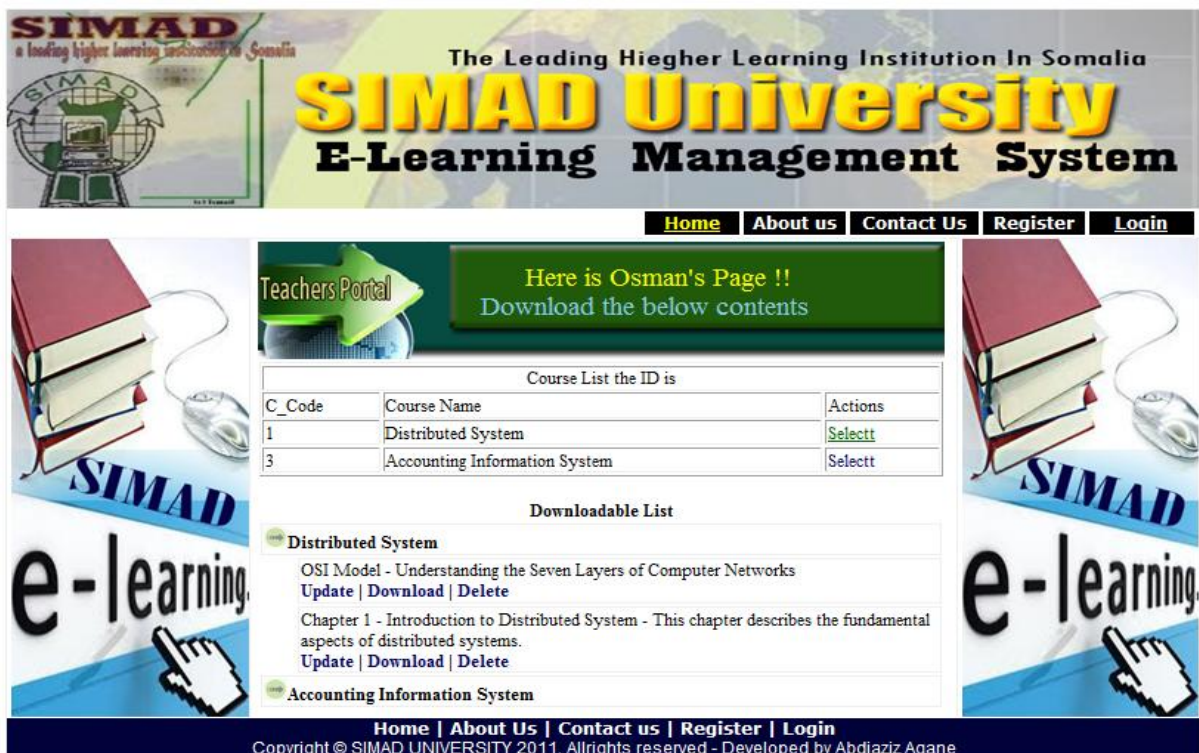 SIMAD
a leading higher learning institution in Somalia
SIMAD
The Leading Hiegher Learning Institution In Somalia
SIMAD University
E-Learning Management System
Home About us Contact Us Register Login
Teachers Portal
Here is Osman's Page !!
Download the below contents
Course List the ID is
C_Code Course Name Actions
1 Distributed System Selectt
3 Accounting Information System Selectt
Downloadable List
Distributed System
OSI Model - Understanding the Seven Layers of Computer Networks
Update | Download | Delete
Chapter 1 - Introduction to Distributed System - This chapter describes the fundamental
aspects of distributed systems.
Update | Download | Delete
Accounting Information System
SIMAD
e-learning.
SIMAD
e-learning.
Home | About Us | Contact us | Register | Login
Copyright © SIMAD UNIVERSITY 2011. Allrights reserved - Developed by Abdiaziz Agane